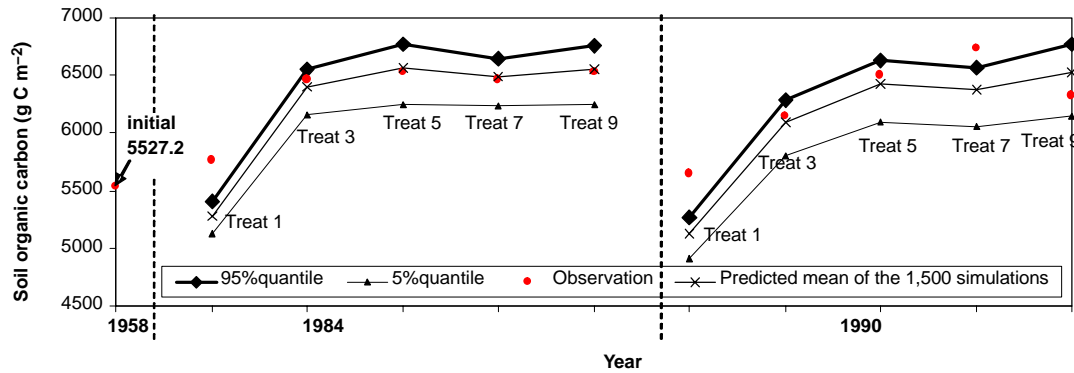 Soil organic carbon (g C m⁻²)
7000
6500
6000
5500
5000
4500
initial
5527.2
Treat 1
Treat 3
Treat 5
Treat 7
Treat 9
Treat 1
Treat 3
Treat 5
Treat 7
Treat 9
95%quantile
5%quantile
Observation
Predicted mean of the 1,500 simulations
1958
1984
1990
Year